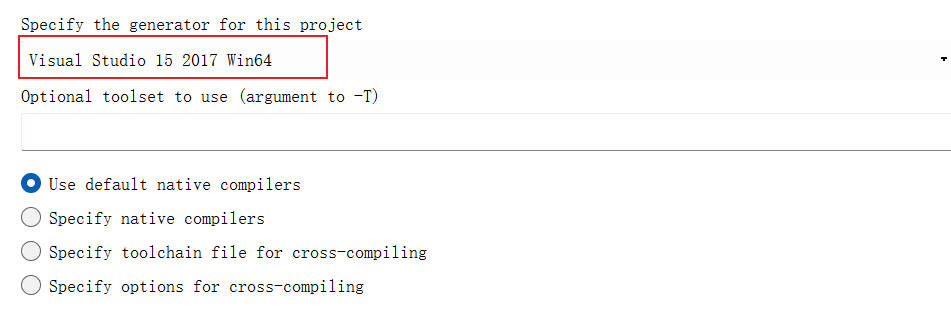 Specify the generator for this project
Visual Studio 15 2017 Win64
Optional toolset to use (argument to -T)
Use default native compilers
Specify native compilers
Specify toolchain file for cross-compiling
Specify options for cross-compiling